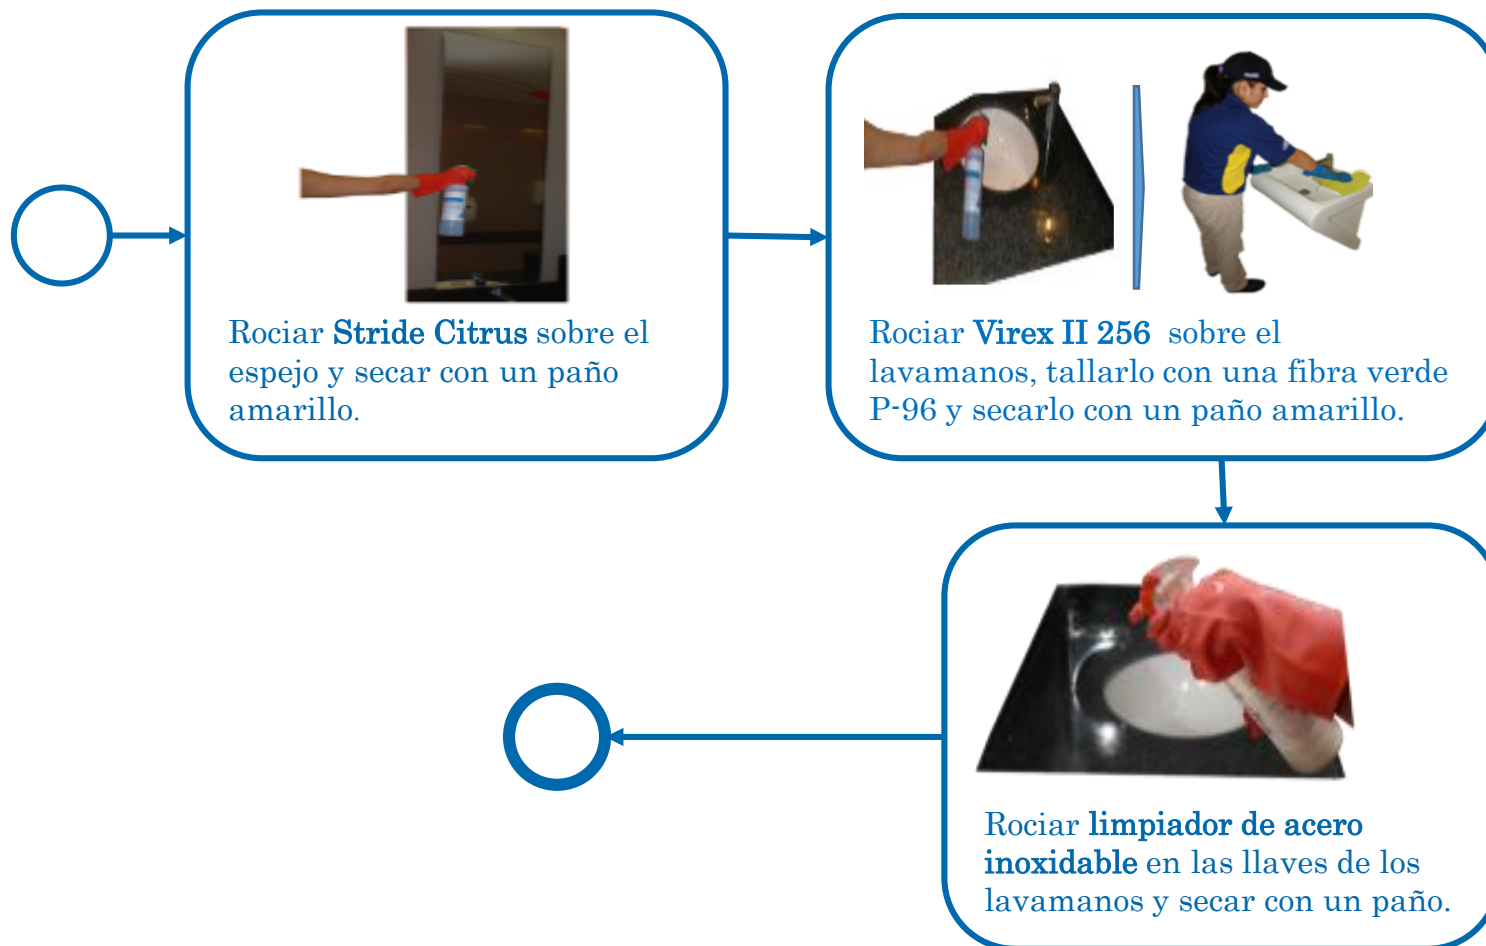 Rociar Stride Citrus sobre el
espejo y secar con un paño
amarillo.
Rociar Virex II 256 sobre el
lavamanos, tallarlo con una fibra verde
P-96 y secarlo con un paño amarillo.
Rociar limpiador de acero
inoxidable en las llaves de los
lavamanos y secar con un paño.